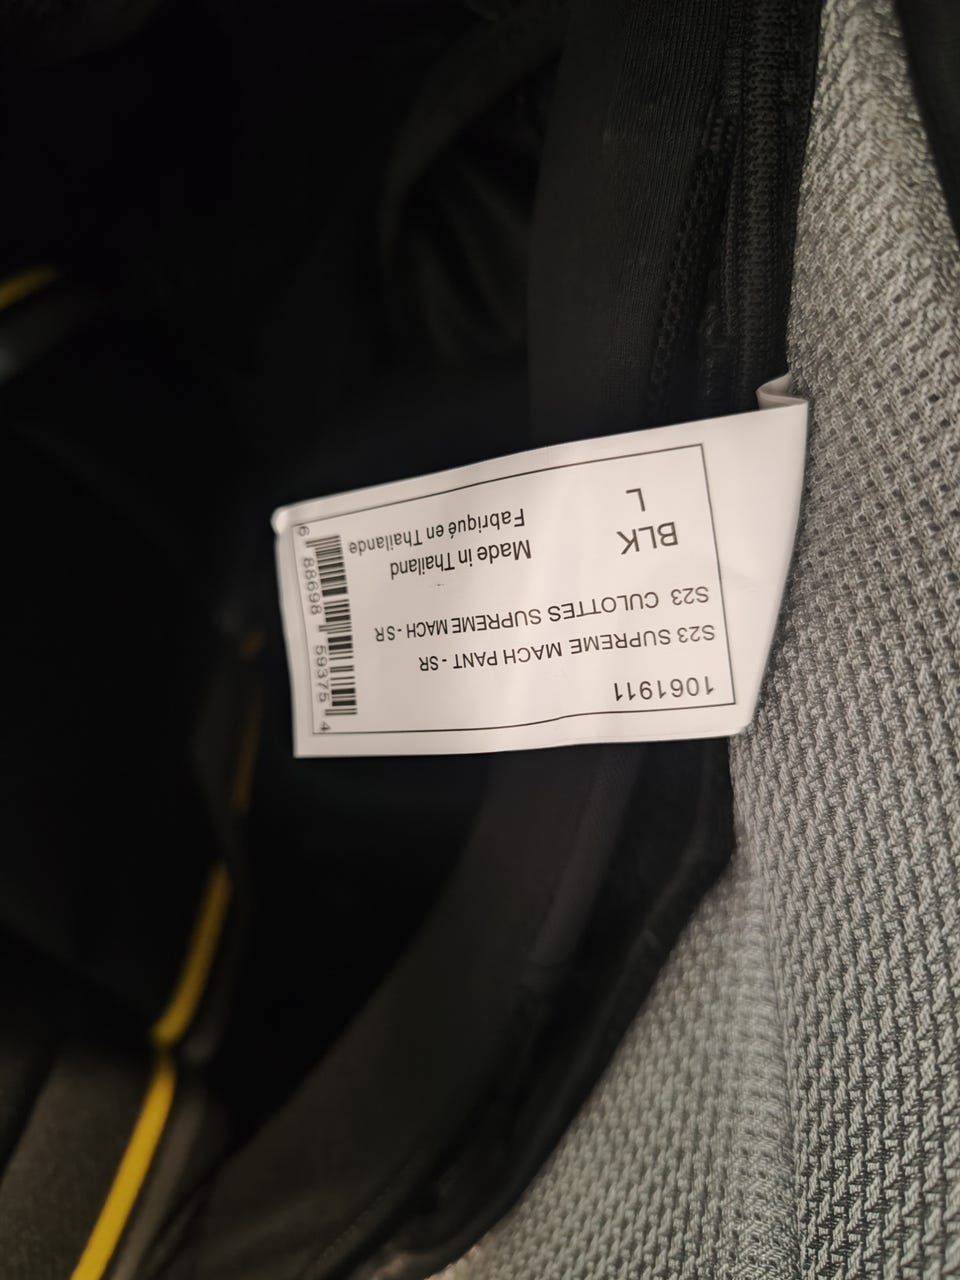 1061911
S23 SUPREME MACH PANT - SR
S23 CULOTTES SUPREME MACH - SR
BLK
L
Made in Thailand
Fabriqué en Thaïlande
6 88698 59375 4